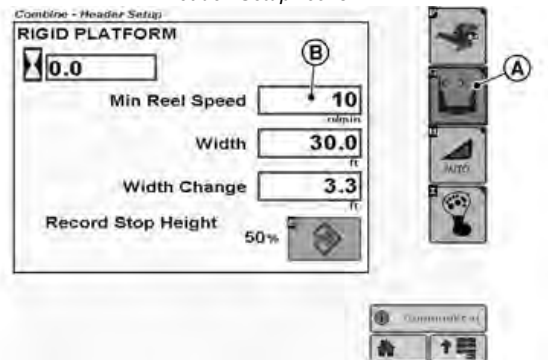 Combine - Header Setup
RIGID PLATFORM
0.0
B
A
Min Reel Speed 10
n/min
Width 30.0
ft
AUTO
Width Change 3.3
ft
Record Stop Height
50%